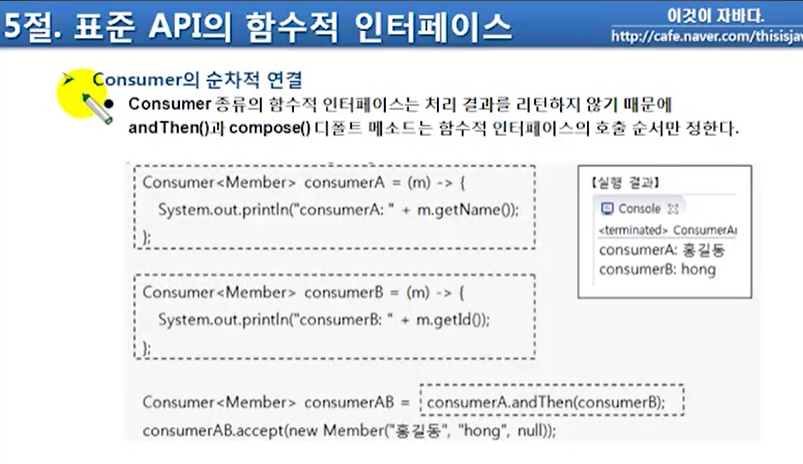 5절. 표준 API의 함수적 인터페이스
이것이 자바다.
http://cafe.naver.com/thisisjav
Consumer의 순차적 연결
Consumer 종류의 함수적 인터페이스는 처리 결과를 리턴하지 않기 때문에
andThen()과 compose() 디폴트 메소드는 함수적 인터페이스의 호출 순서만 정한다.
Consumer<Member> consumerA = (m) -> {
System.out.println("consumerA: " + m.getName());
};
Consumer<Member> consumerB = (m) -> {
System.out.println("consumerB: " + m.getId());
};
Consumer<Member> consumerAB = consumerA.andThen(consumerB);
consumerAB.accept(new Member("홍길동", "hong", null));
【실행 결과】
Console
<terminated> ConsumerAn
consumerA: 홍길동
consumerB: hong